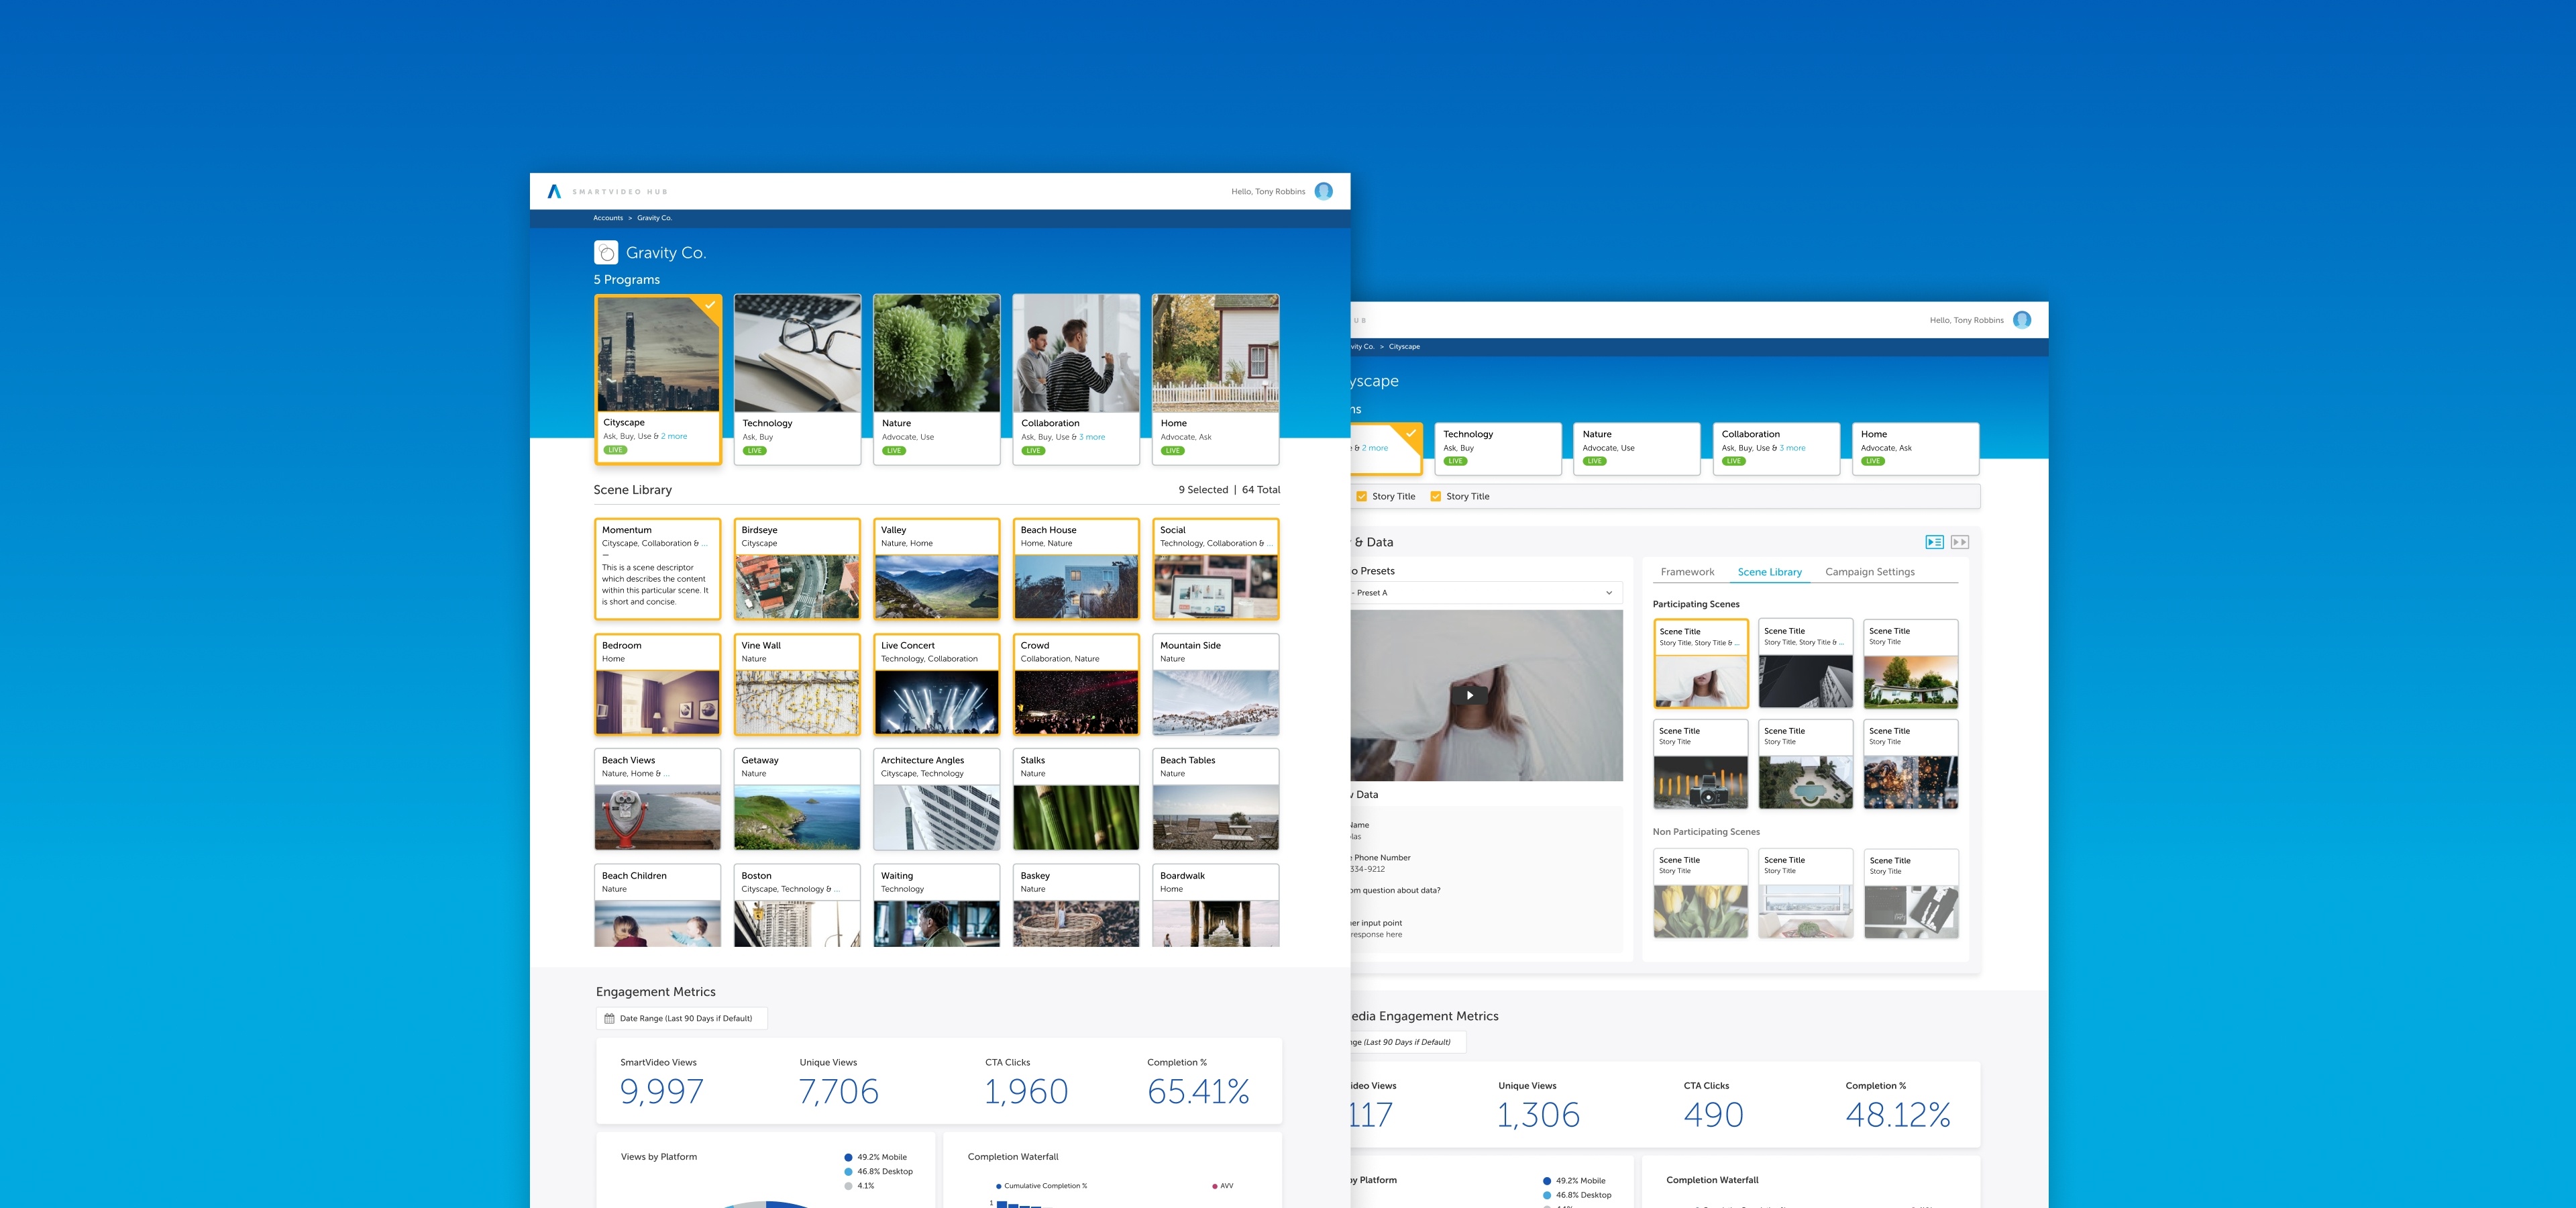 SMARTVIDEO HUB
Hello, Tony Robbins
Accounts > Gravity Co.
Gravity Co.
5 Programs
Cityscape
Ask, Buy, Use & 2 more
LIVE
Technology
Ask, Buy
LIVE
Nature
Advocate, Use
LIVE
Collaboration
Ask, Buy, Use & 3 more
LIVE
Home
Advocate, Ask
LIVE
Scene Library
9 Selected | 64 Total
Momentum
Cityscape, Collaboration & ...
—
This is a scene descriptor
which describes the content
within this particular scene. It
is short and concise.
Birdseye
Cityscape
Valley
Nature, Home
Beach House
Home, Nature
Social
Technology, Collaboration & ...
Bedroom
Home
Vine Wall
Nature
Live Concert
Technology, Collaboration
Crowd
Collaboration, Nature
Mountain Side
Nature
Beach Views
Nature, Home & ...
Getaway
Nature
Architecture Angles
Cityscape, Technology
Stalks
Nature
Beach Tables
Nature
Beach Children
Nature
Boston
Cityscape, Technology & ...
Waiting
Technology
Baskey
Nature
Boardwalk
Home
Engagement Metrics
Date Range (Last 90 Days if Default)
SmartVideo Views
9,997
Unique Views
7,706
CTA Clicks
1,960
Completion %
65.41%
Views by Platform
49.2% Mobile
46.8% Desktop
4.1%
Completion Waterfall
Cumulative Completion %
AVV
1
UB
Hello, Tony Robbins
vity Co. > Cityscape
yscape
ns
& 2 more
Technology
Ask, Buy
LIVE
Nature
Advocate, Use
LIVE
Collaboration
Ask, Buy, Use & 3 more
LIVE
Home
Advocate, Ask
LIVE
Story Title
Story Title
& Data
o Presets
- Preset A
Data
Name
las
Phone Number
334-9212
om question about data?
er input point
response here
Framework
Scene Library
Campaign Settings
Participating Scenes
Scene Title
Story Title, Story Title & ...
Scene Title
Story Title, Story Title & ...
Scene Title
Story Title
Scene Title
Story Title
Scene Title
Story Title
Scene Title
Story Title
Non Participating Scenes
Scene Title
Story Title
Scene Title
Story Title
Scene Title
Story Title
edia Engagement Metrics
nge (Last 90 Days if Default)
ideo Views
117
Unique Views
1,306
CTA Clicks
490
Completion %
48.12%
by Platform
49.2% Mobile
46.8% Desktop
Completion Waterfall